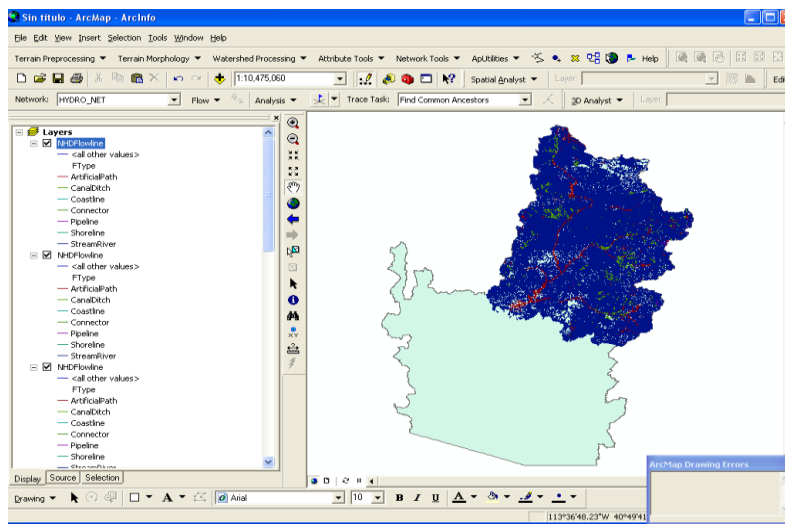 Sin título - ArcMap - ArcInfo
File Edit View Insert Selection Tools Window Help
Terrain Preprocessing Terrain Morphology Watershed Processing Attribute Tools Network Tools ApUtilities Help
1:10,475,060 Spatial Analyst Layer: Edi
Network: HYDRO_NET Flow Analysis Trace Task: Find Common Ancestors 3D Analyst Layer:
Layers
NHDFlowline
<all other values>
FType
ArtificialPath
CanalDitch
Coastline
Connector
Pipeline
Shoreline
StreamRiver
NHDFlowline
<all other values>
FType
ArtificialPath
CanalDitch
Coastline
Connector
Pipeline
Shoreline
StreamRiver
NHDFlowline
<all other values>
FType
ArtificialPath
CanalDitch
Coastline
Connector
Pipeline
Shoreline
StreamRiver
Display Source Selection
ArcMap Drawing Errors
Drawing A Arial 10 B I U A
113°36'48.23"W 40°49'41